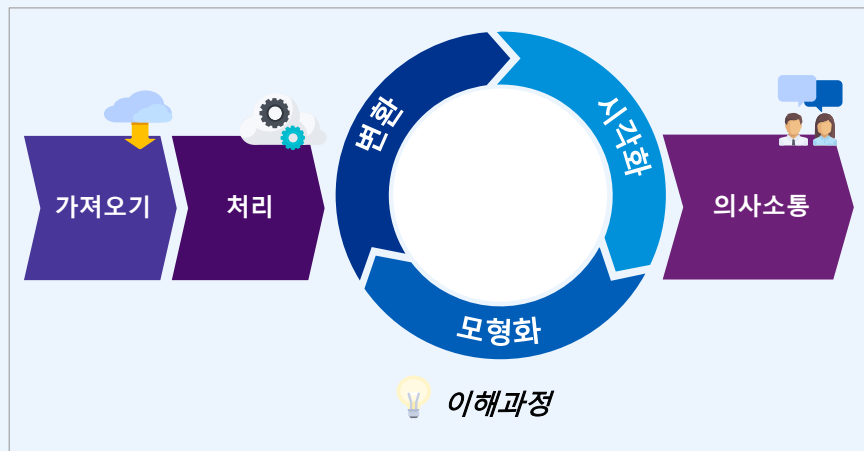 가져오기
처리
변환
시각화
모형화
의사소통
이해과정